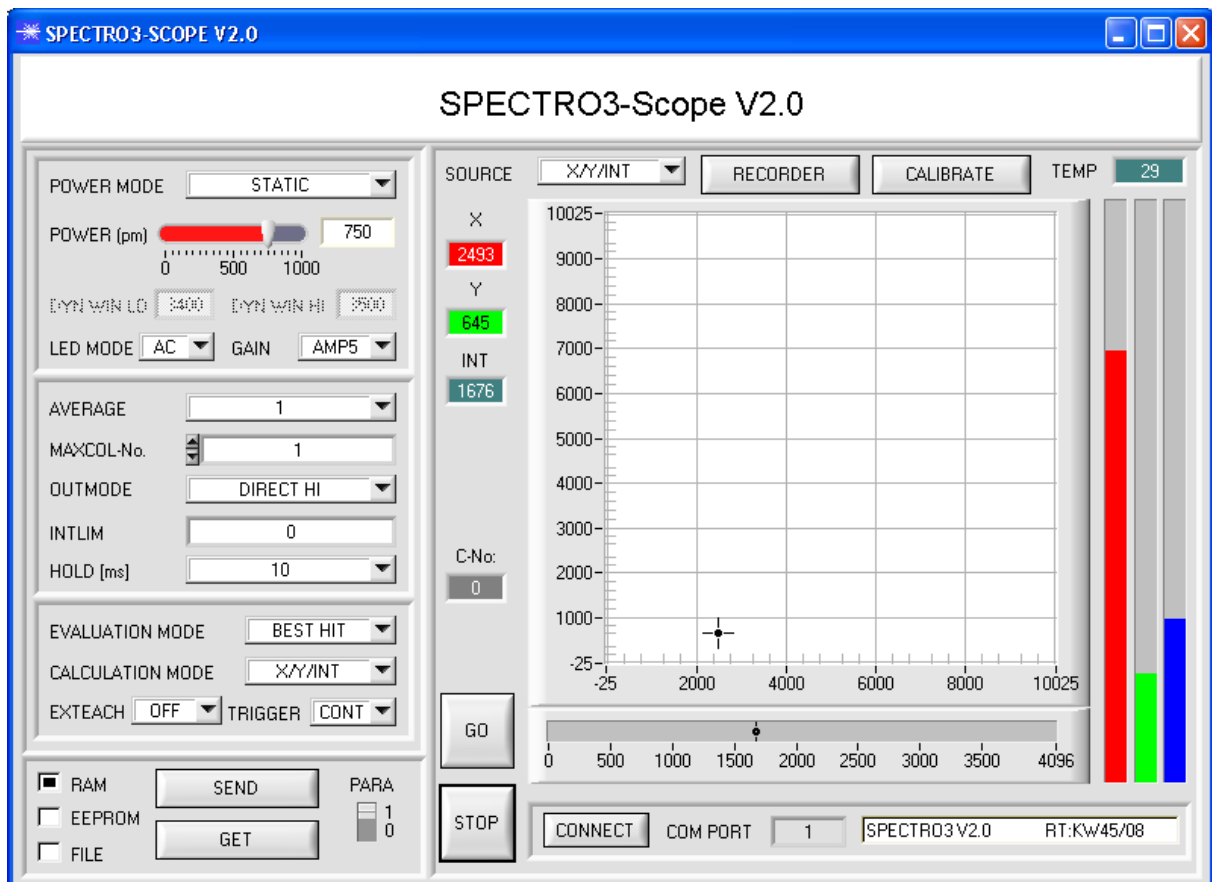 SPECTRO3-SCOPE V2.0
SPECTRO3-Scope V2.0
POWER MODE STATIC
POWER (pm) 750
0 500 1000
DYN WIN LO 3400 DYN WIN HI 3500
LED MODE AC GAIN AMP5
AVERAGE 1
MAXCOL-No. 1
OUTMODE DIRECT HI
INTLIM 0
HOLD [ms] 10
EVALUATION MODE BEST HIT
CALCULATION MODE X/Y/INT
EXTEACH OFF TRIGGER CONT
RAM
EEPROM
FILE
SEND
GET
PARA
1
0
SOURCE X/Y/INT RECORDER CALIBRATE TEMP 29
X
2493
Y
645
INT
1676
C-No:
0
GO
STOP
10025
9000
8000
7000
6000
5000
4000
3000
2000
1000
-25
-25 2000 4000 6000 8000 10025
0 500 1000 1500 2000 2500 3000 3500 4096
CONNECT COM PORT 1 SPECTRO3 V2.0 RT:KW45/08